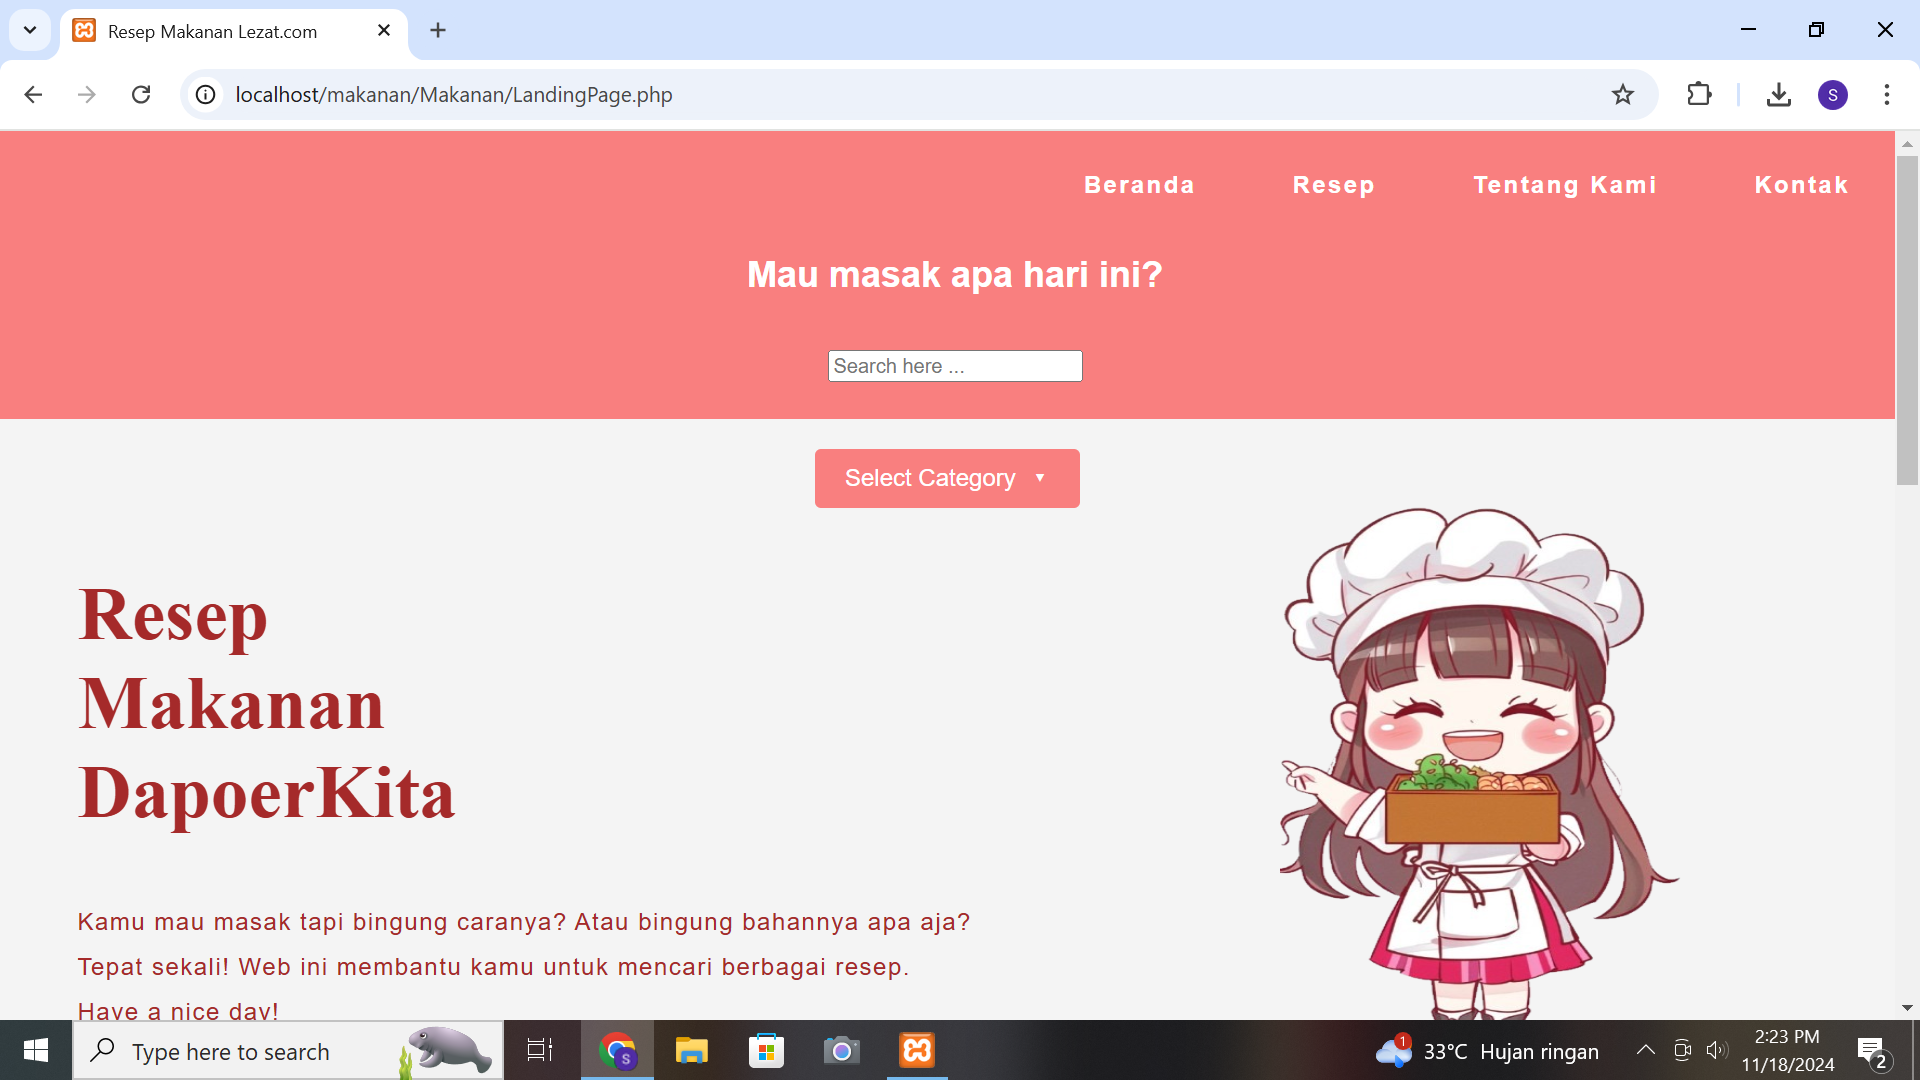 Resep Makanan Lezat.com
localhost/makanan/Makanan/LandingPage.php
S
Beranda Resep Tentang Kami Kontak
Mau masak apa hari ini?
Search here ...
Select Category
Resep
Makanan
DapoerKita
Kamu mau masak tapi bingung caranya? Atau bingung bahannya apa aja?
Tepat sekali! Web ini membantu kamu untuk mencari berbagai resep.
Have a nice day!
Type here to search
S
1
33°C Hujan ringan
2:23 PM
11/18/2024
2